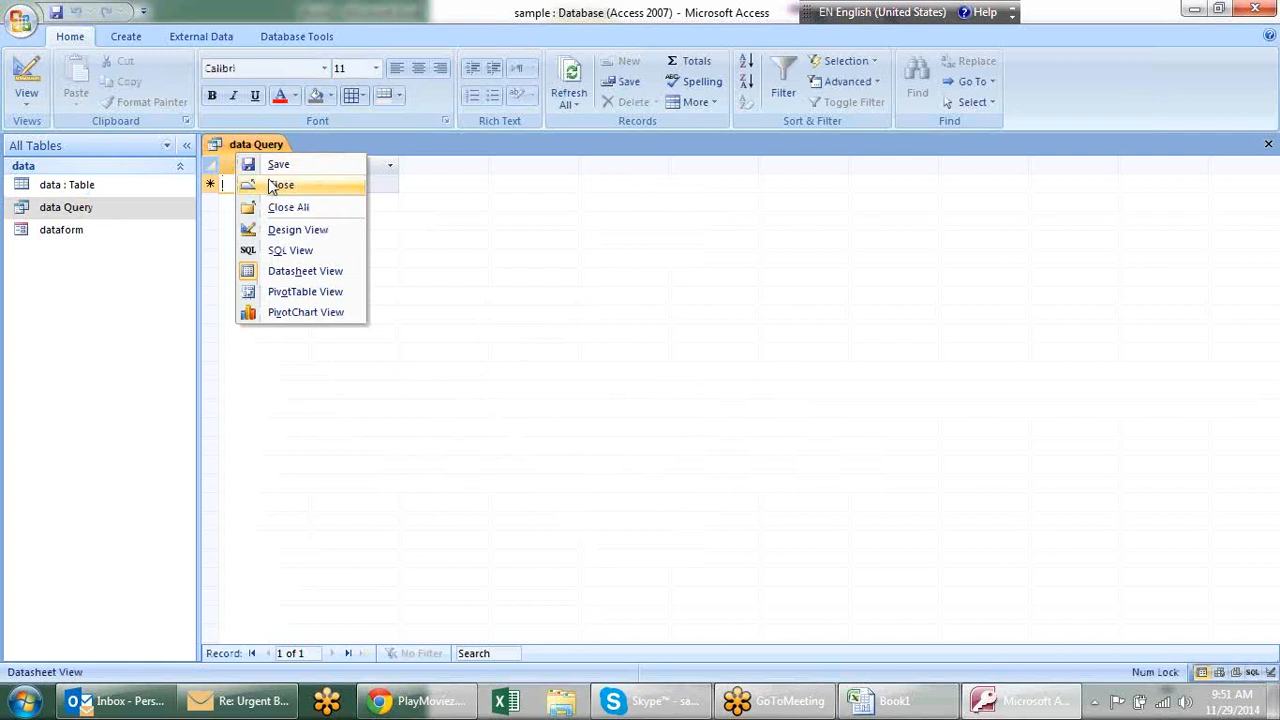 sample : Database (Access 2007) - Microsoft Access
EN English (United States)
Help
Home
Create
External Data
Database Tools
View
Views
Paste
Cut
Copy
Format Painter
Clipboard
Calibri
11
B
I
U
A
Font
Rich Text
Refresh
All
New
Save
Delete
Totals
Spelling
More
Records
Filter
Selection
Advanced
Toggle Filter
Sort & Filter
Find
Replace
Go To
Select
Find
All Tables
data
data : Table
data Query
dataform
data Query
Save
Close All
Design View
SQL
SQL View
Datasheet View
PivotTable View
PivotChart View
Record:
1 of 1
No Filter
Search
Datasheet View
Num Lock
SQL
Inbox - Pers...
Re: Urgent B...
PlayMoviez....
Skype™ - sa...
GoToMeeting
Book1
Microsoft A...
9:51 AM
11/29/2014